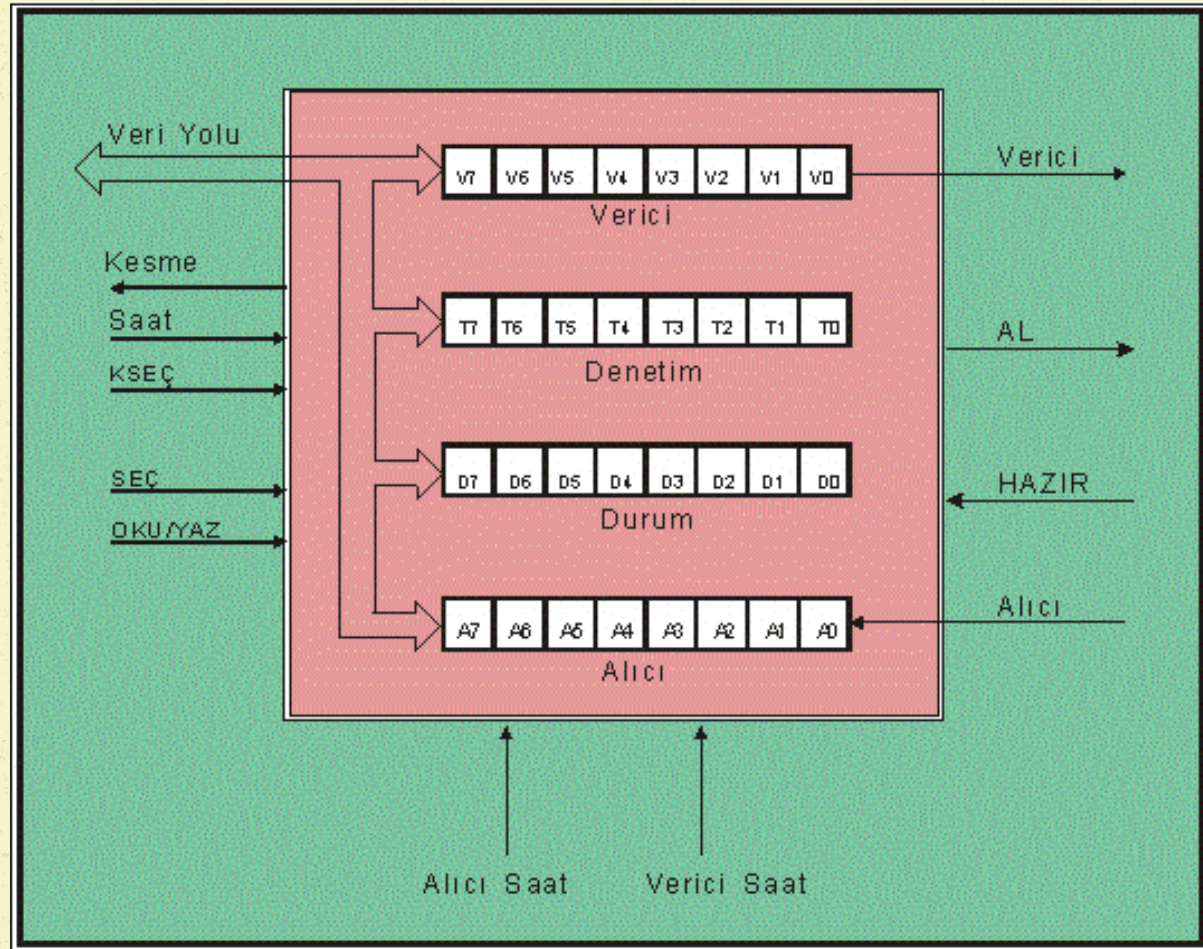 Veri Yolu
Kesme
Saat
KSEÇ
SEÇ
OKU/YAZ
V7 V6 V5 V4 V3 V2 V1 V0
Verici
T7 T6 T5 T4 T3 T2 T1 T0
Denetim
D7 D6 D5 D4 D3 D2 D1 D0
Durum
A7 A6 A5 A4 A3 A2 A1 A0
Alıcı
Verici
AL
HAZIR
Alıcı
Alıcı Saat
Verici Saat